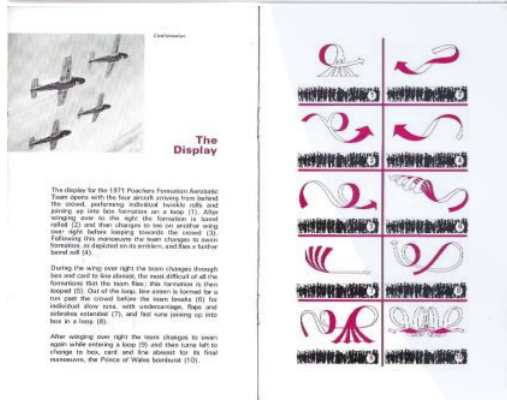 Continuation
The
Display
The display for the 1971 Poachers Formation Aerobatic
Team opens with the four aircraft arriving from behind
the crowd, performing individual twinkle rolls and
joining up into box formation on a loop (1). After
winging over to the right the formation is barrel
rolled (2) and then changes to vee on another wing
over right before looping towards the crowd (3).
Following this manoeuvre the team changes to swan
formation, as depicted on its emblem, and flies a further
barrel roll (4).
During the wing over right the team changes through
box and card to line abreast, the most difficult of all the
formations that the team flies; this formation is then
looped (5). Out of the loop, line astern is formed for a
run past the crowd before the team breaks (6) for
individual slow runs, with undercarriage, flaps and
airbrakes extended (7), and fast runs joining up into
box in a loop (8).
After winging over right the team changes to swan
again while entering a loop (9) and then turns left to
change to box, card and line abreast for its final
manoeuvre, the Prince of Wales bombburst (10).